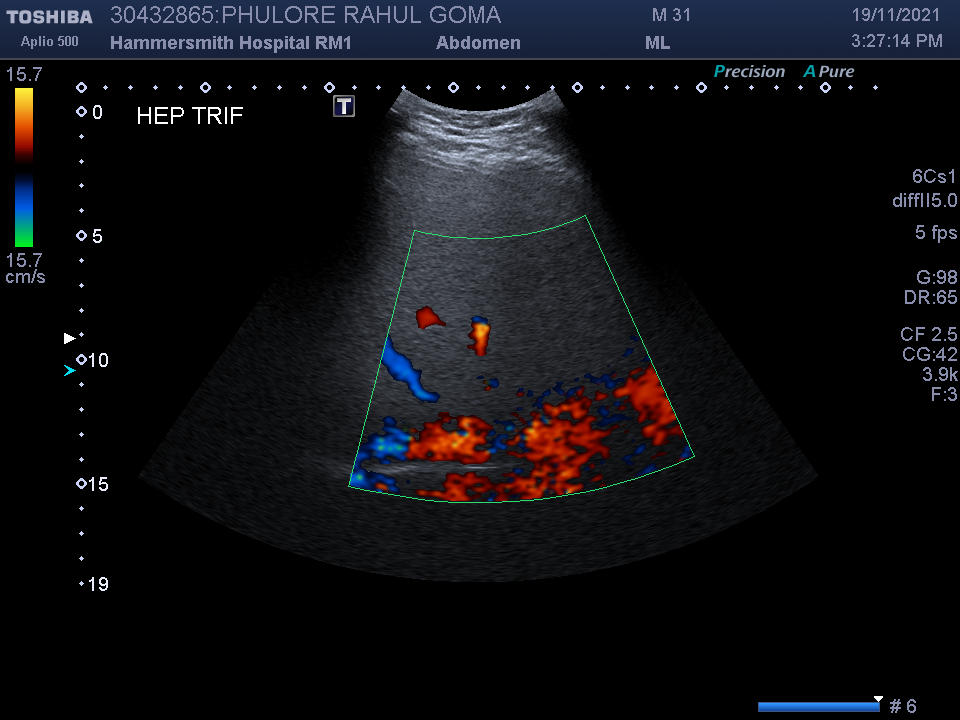 TOSHIBA 30432865:PHULORE RAHUL GOMA M 31 19/11/2021
Aplio 500 Hammersmith Hospital RM1 Abdomen ML 3:27:14 PM
Precision A Pure
15.7
T
0
HEP TRIF
6Cs1
diffII5.0
5 fps
5
15.7
cm/s
G:98
DR:65
CF 2.5
CG:42
3.9k
F:3
10
15
19
# 6